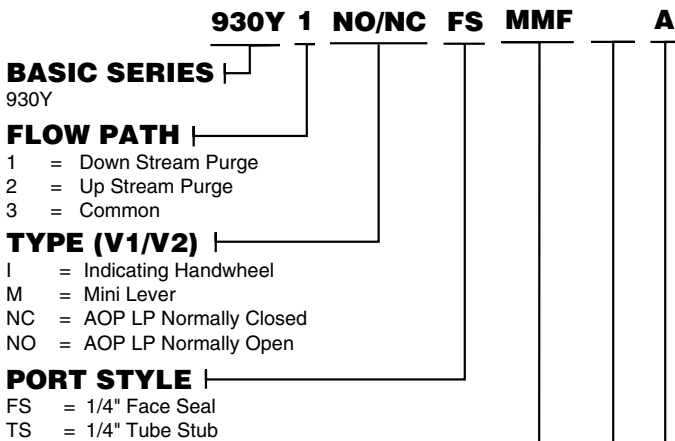 930Y 1 NO/NC FS MMF A
BASIC SERIES
930Y
FLOW PATH
1 = Down Stream Purge
2 = Up Stream Purge
3 = Common
TYPE (V1/V2)
I = Indicating Handwheel
M = Mini Lever
NC = AOP LP Normally Closed
NO = AOP LP Normally Open
PORT STYLE
FS = 1/4" Face Seal
TS = 1/4" Tube Stub